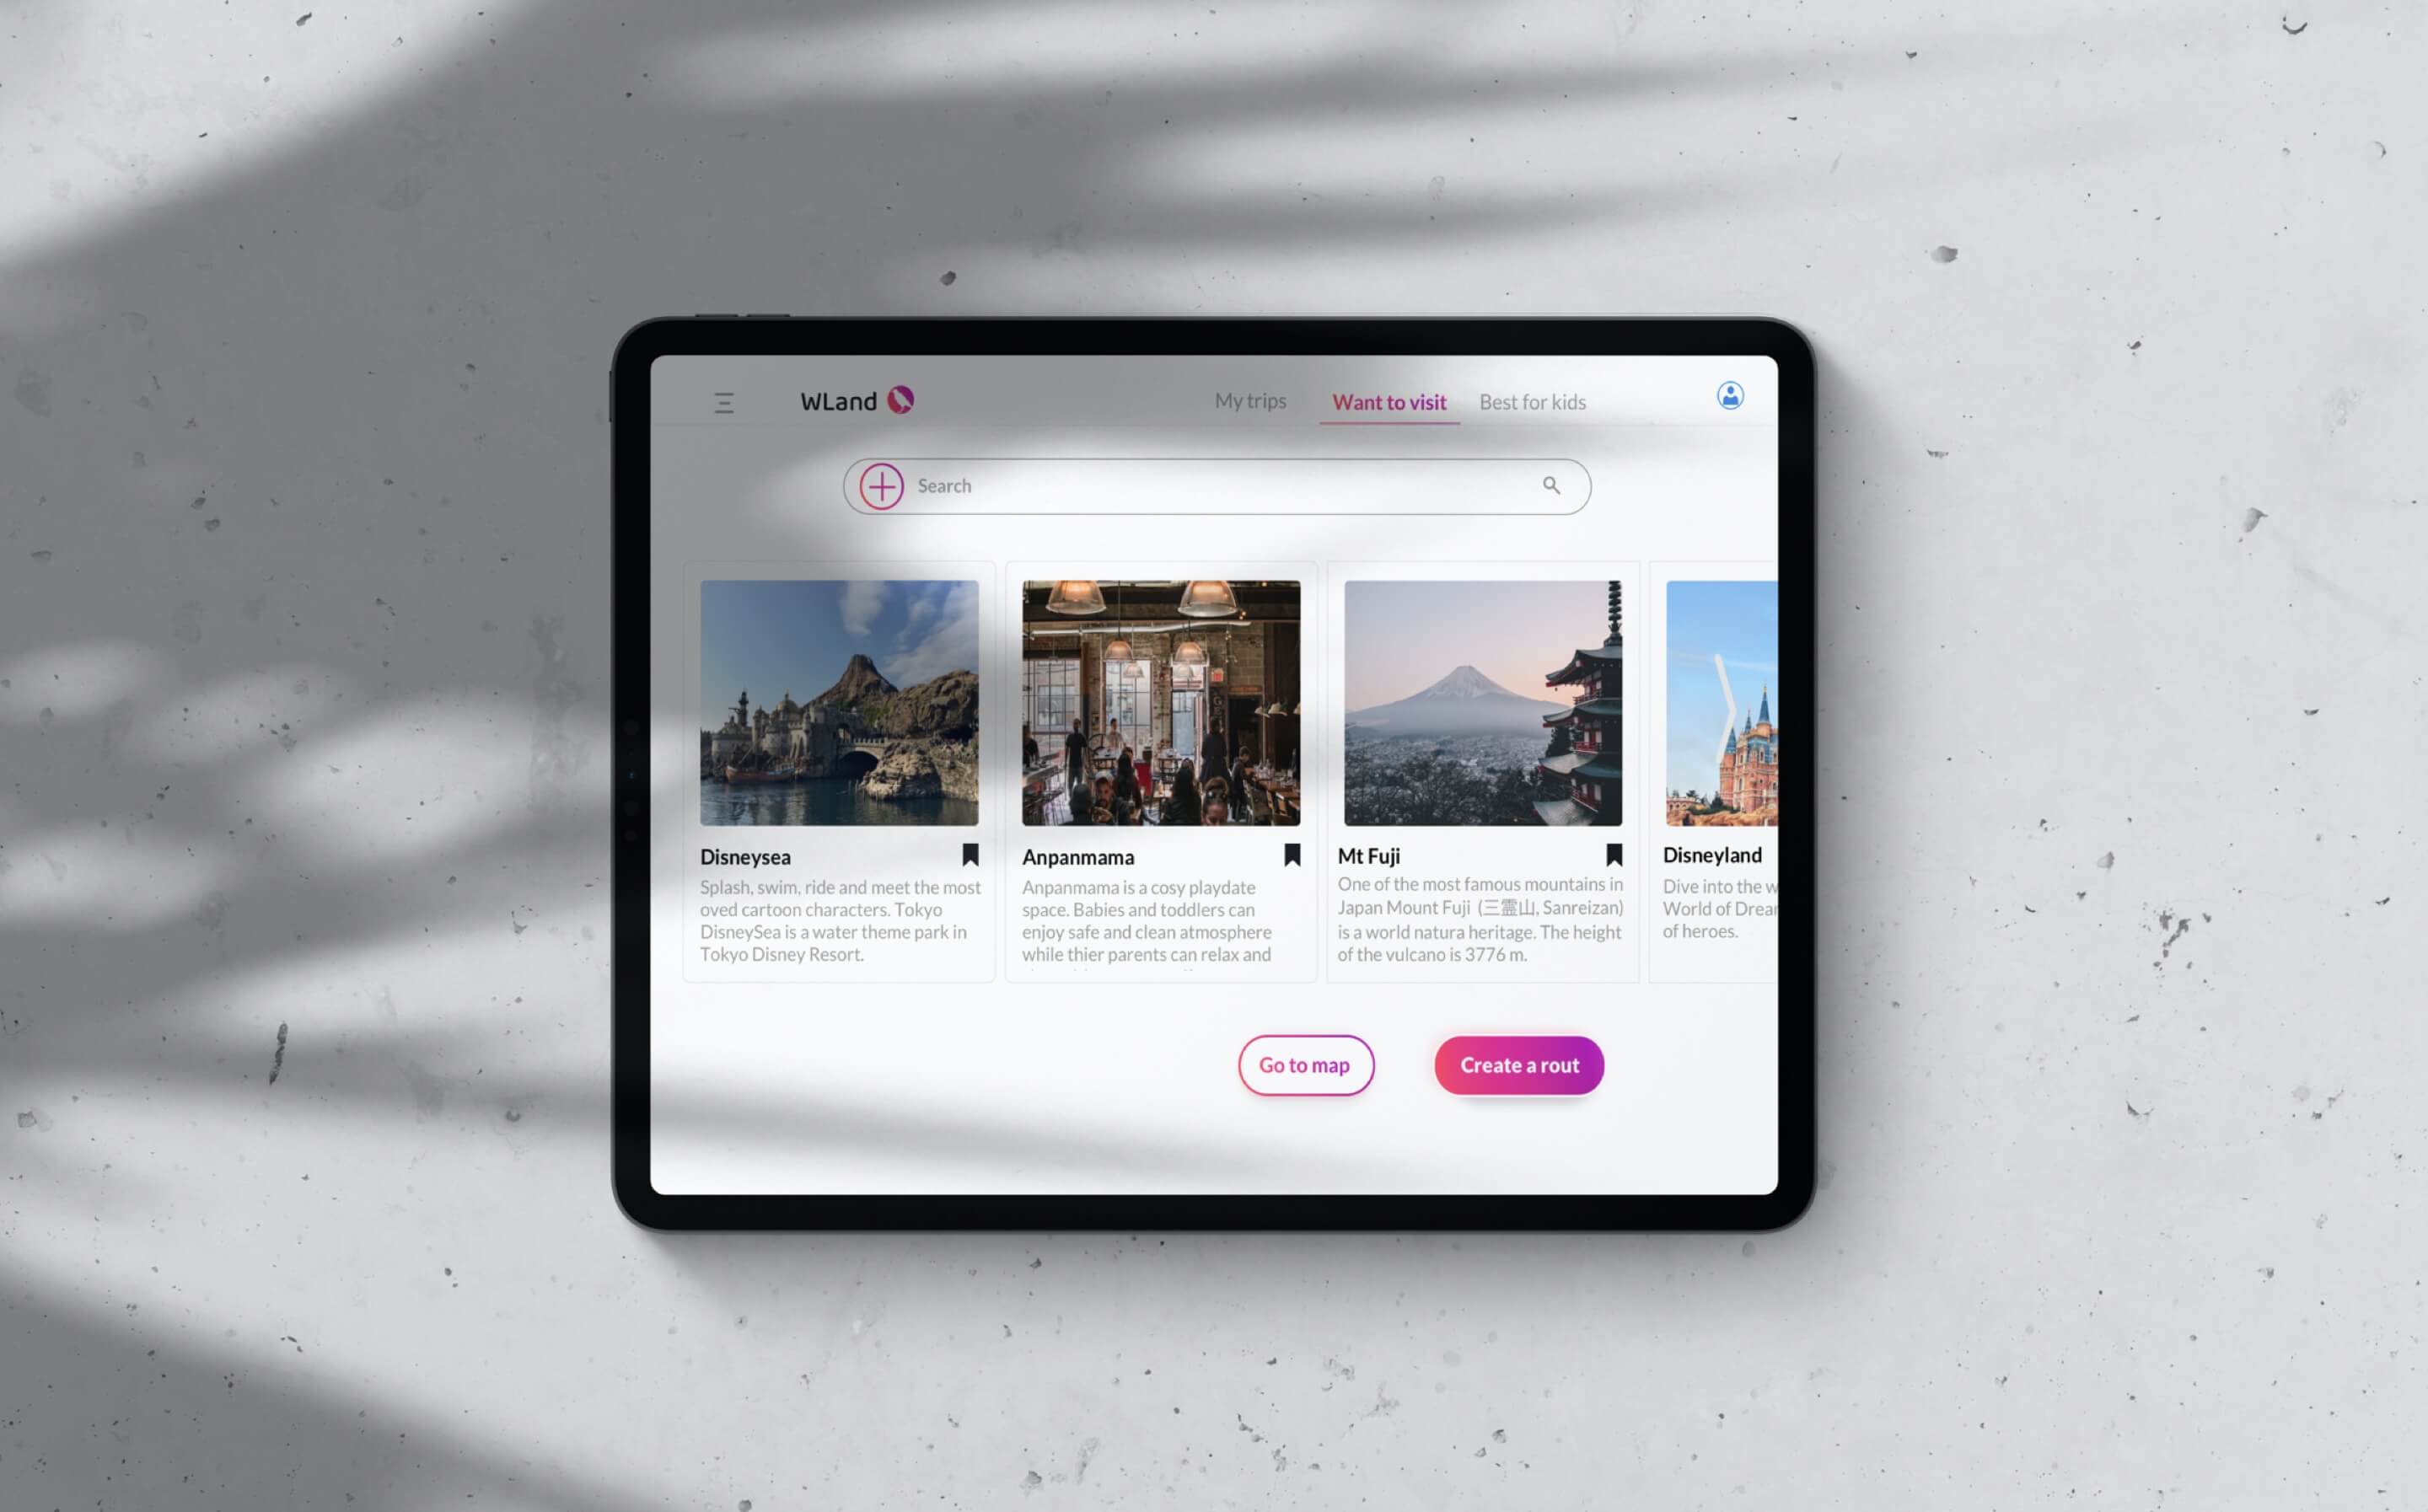 WLand
My trips
Want to visit
Best for kids
Search
Disneysea
Splash, swim, ride and meet the most
oved cartoon characters. Tokyo
DisneySea is a water theme park in
Tokyo Disney Resort.
Anpanmama
Anpanmama is a cosy playdate
space. Babies and toddlers can
enjoy safe and clean atmosphere
while thier parents can relax and
Mt Fuji
One of the most famous mountains in
Japan Mount Fuji (三霊山, Sanreizan)
is a world natura heritage. The height
of the vulcano is 3776 m.
Disneyland
Dive into the
World of
of heroes.
Go to map
Create a rout